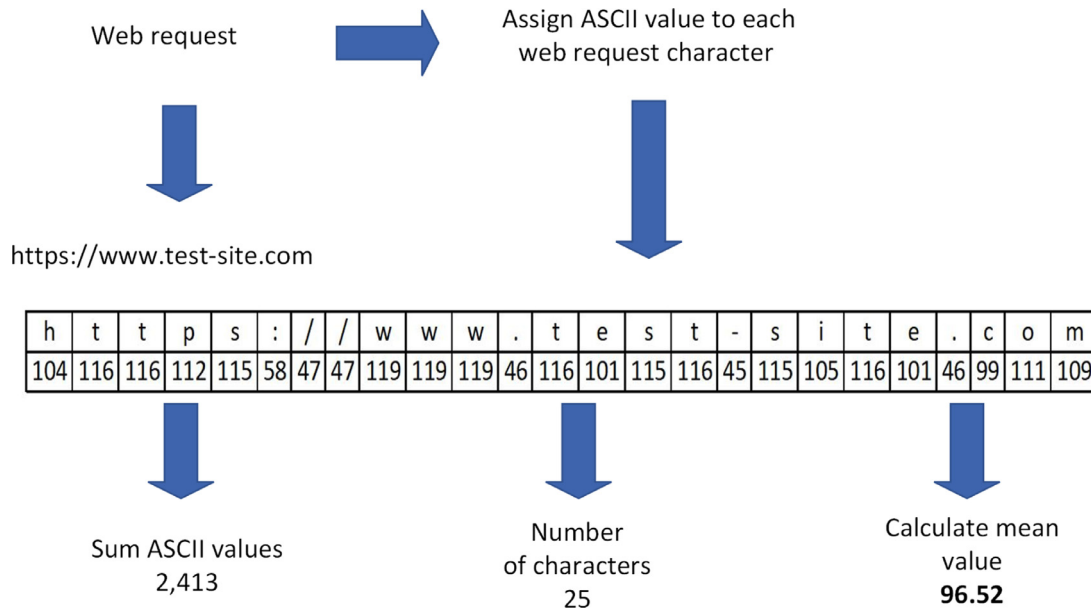 Web request
Assign ASCII value to each
web request character
https://www.test-site.com
h t t p s : / / w w w . t e s t - s i t e . c o m
104 116 116 112 115 58 47 47 119 119 119 46 116 101 115 116 45 115 105 116 101 46 99 111 109
Sum ASCII values
2,413
Number
of characters
25
Calculate mean
value
96.52